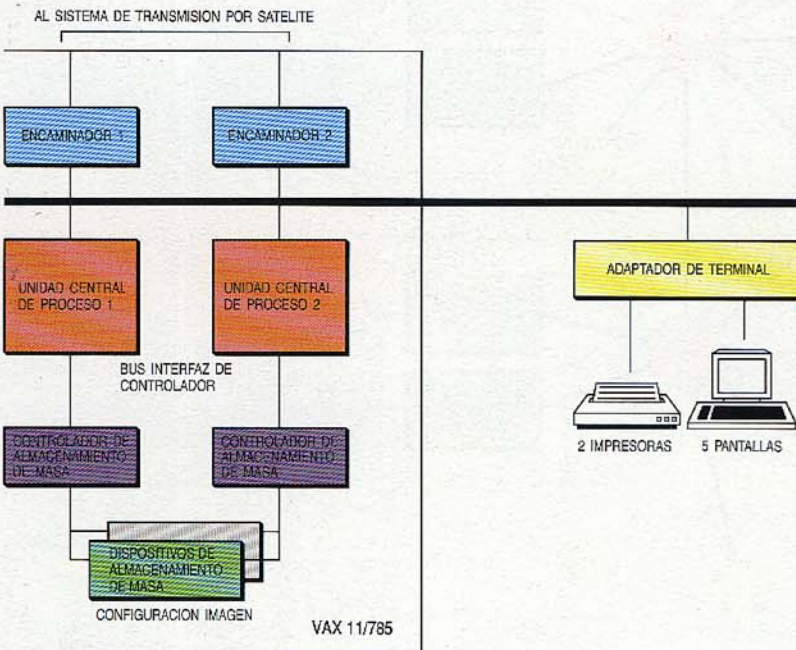 AL SISTEMA DE TRANSMISION POR SATELITE
ENCAMINADOR 1
ENCAMINADOR 2
UNIDAD CENTRAL
DE PROCESO 1
UNIDAD CENTRAL
DE PROCESO 2
ADAPTADOR DE TERMINAL
BUS INTERFAZ DE
CONTROLADOR
CONTROLADOR DE
ALMACENAMIENTO
DE MASA
CONTROLADOR DE
ALMACENAMIENTO
DE MASA
2 IMPRESORAS
5 PANTALLAS
DISPOSITIVOS DE
ALMACENAMIENTO
DE MASA
CONFIGURACION IMAGEN
VAX 11/785